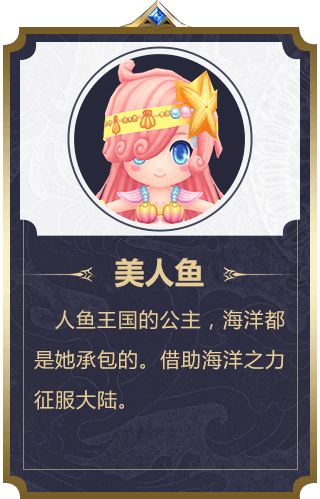 美人鱼
人鱼王国的公主，海洋都
是她承包的。借助海洋之力
征服大陆。